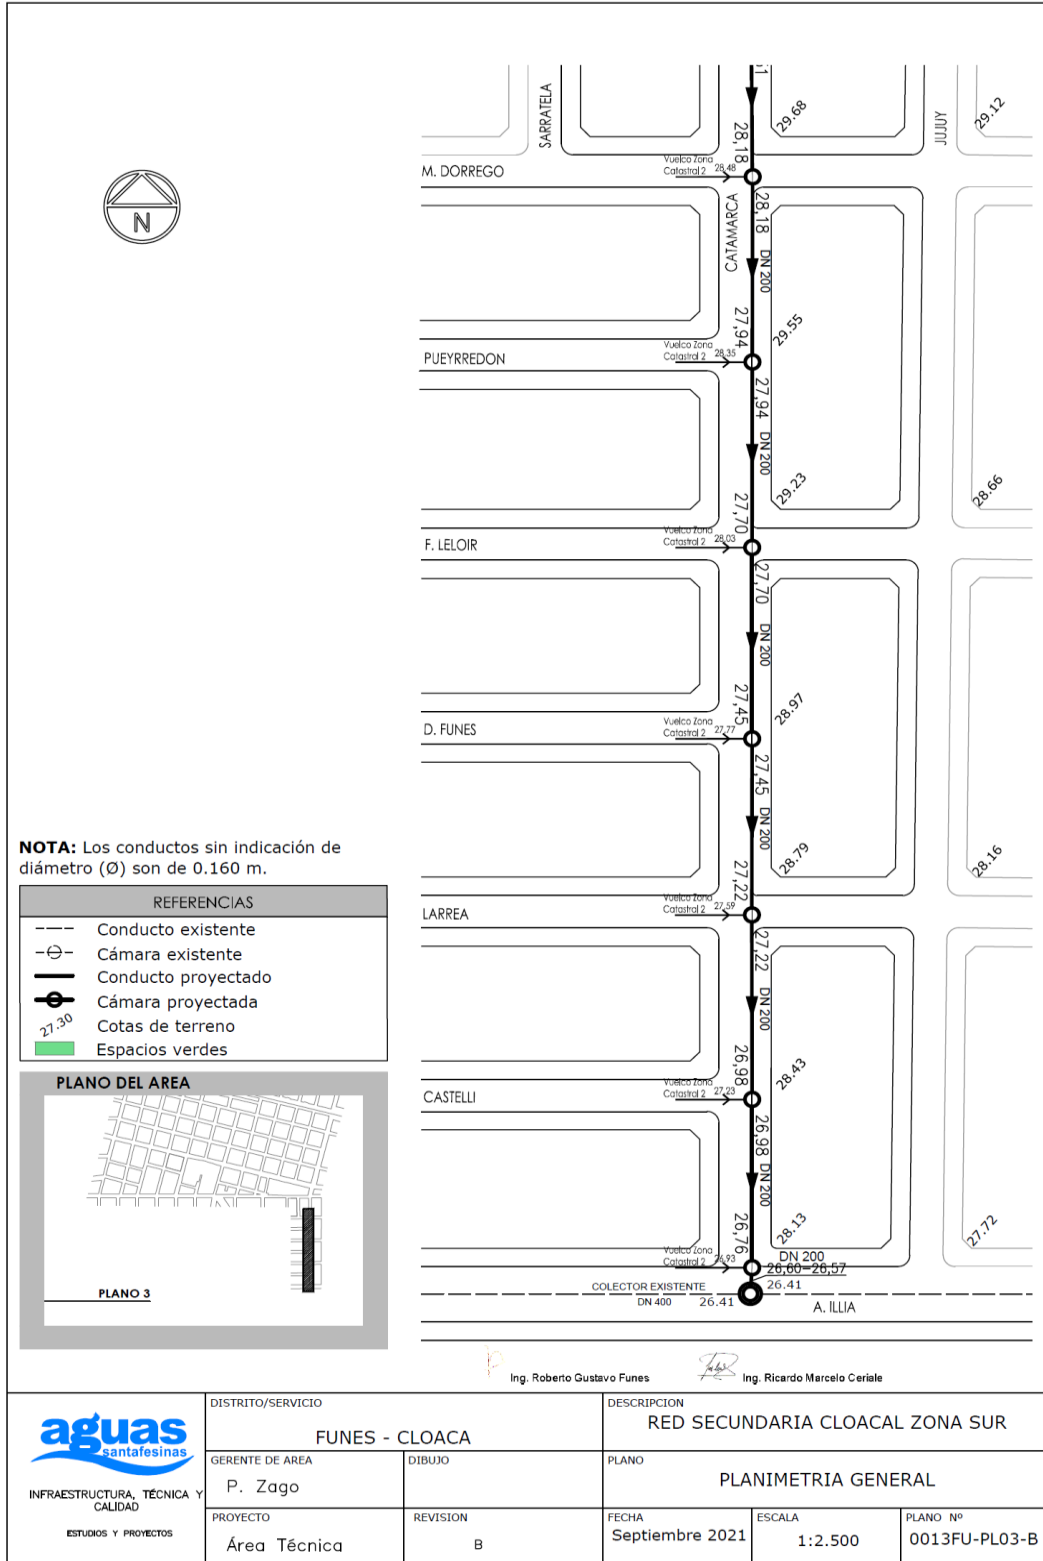 51
29.68
29.12
SARRATELA
JUJUY
28,18
M. DORREGO
Vuelco Zona
Catastral 2 28,48
CATAMARCA
28,18 DN 200
N
27,94
29.55
PUEYRREDON
Vuelco Zona
Catastral 2 28,35
27,94 DN 200
27,70
29.23
28.66
F. LELOIR
Vuelco Zona
Catastral 2 28,03
27,70 DN 200
27,45
28.97
D. FUNES
Vuelco Zona
Catastral 2 27,77
27,45 DN 200
27,22
28.79
28.16
LARREA
Vuelco Zona
Catastral 2 27,59
27,22 DN 200
26,98
28.43
CASTELLI
Vuelco Zona
Catastral 2 27,23
26,98 DN 200
26,76
28.13
27.72
Vuelco Zona
Catastral 2 26,93
DN 200
26,60-26,57
COLECTOR EXISTENTE
26.41
DN 400 26.41
A. ILLIA
NOTA: Los conductos sin indicación de
diámetro (Ø) son de 0.160 m.
REFERENCIAS
Conducto existente
Cámara existente
Conducto proyectado
Cámara proyectada
27.30 Cotas de terreno
Espacios verdes
PLANO DEL AREA
PLANO 3
Ing. Roberto Gustavo Funes
Ing. Ricardo Marcelo Ceriale
aguas
santafesinas
INFRAESTRUCTURA, TÉCNICA Y
CALIDAD
ESTUDIOS Y PROYECTOS
DISTRITO/SERVICIO
FUNES - CLOACA
DESCRIPCION
RED SECUNDARIA CLOACAL ZONA SUR
GERENTE DE AREA
P. Zago
DIBUJO
PLANO
PLANIMETRIA GENERAL
PROYECTO
Área Técnica
REVISION
B
FECHA
Septiembre 2021
ESCALA
1:2.500
PLANO Nº
0013FU-PL03-B